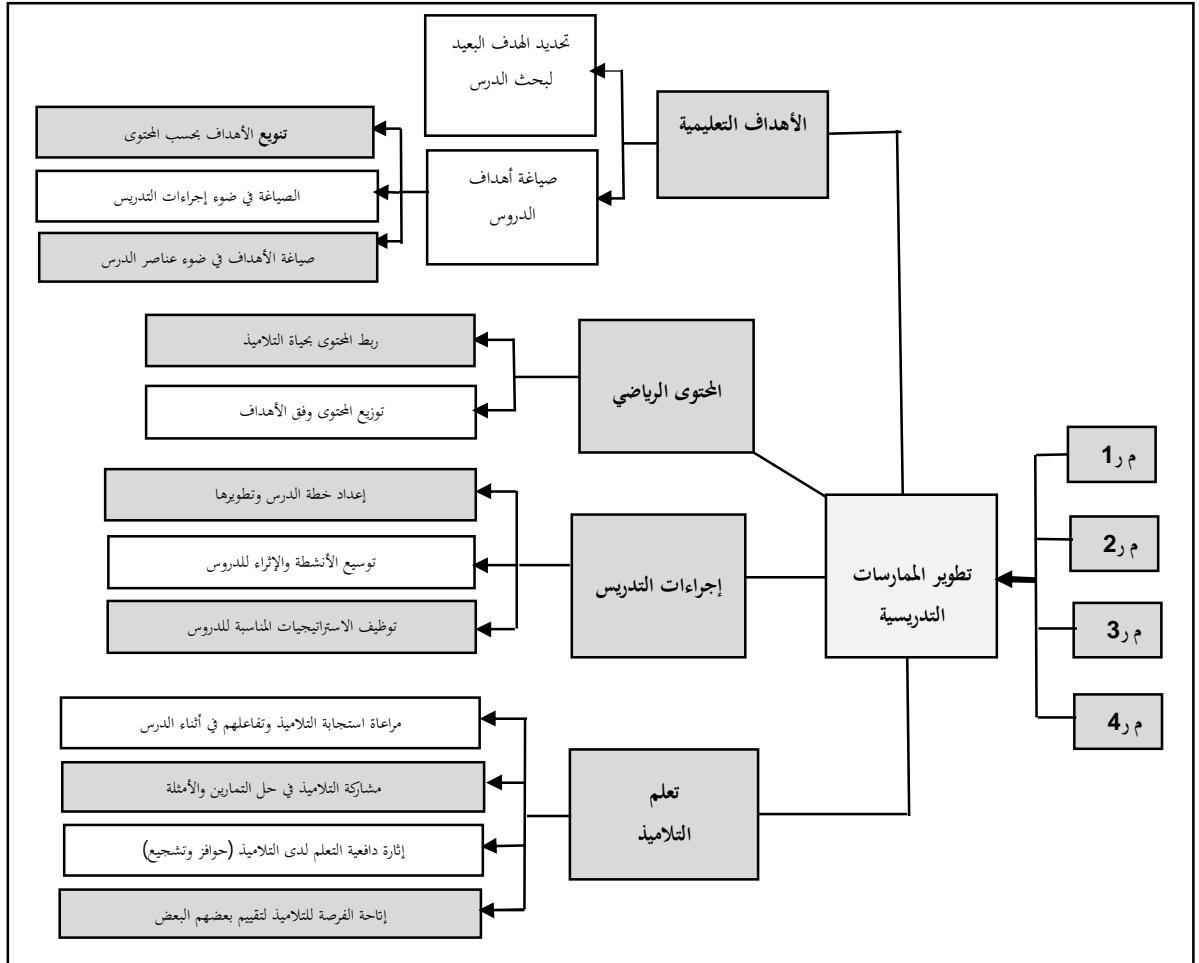 م ر1
م ر2
م ر3
م ر4
تطوير الممارسات
التدريسية
الأهداف التعليمية
تحديد الهدف البعيد
لبحث الدرس
صياغة أهداف
الدروس
تنويع الأهداف بحسب المحتوى
الصياغة في ضوء إجراءات التدريس
صياغة الأهداف في ضوء عناصر الدرس
المحتوى الرياضي
ربط المحتوى بحياة التلاميذ
توزيع المحتوى وفق الأهداف
إجراءات التدريس
إعداد خطة الدرس وتطويرها
توسيع الأنشطة والإثراء للدروس
توظيف الاستراتيجيات المناسبة للدروس
تعلم
التلاميذ
مراعاة استجابة التلاميذ وتفاعلهم في أثناء الدرس
مشاركة التلاميذ في حل التمارين والأمثلة
إثارة دافعية التعلم لدى التلاميذ (حوافز وتشجيع)
إتاحة الفرصة للتلاميذ لتقييم بعضهم البعض